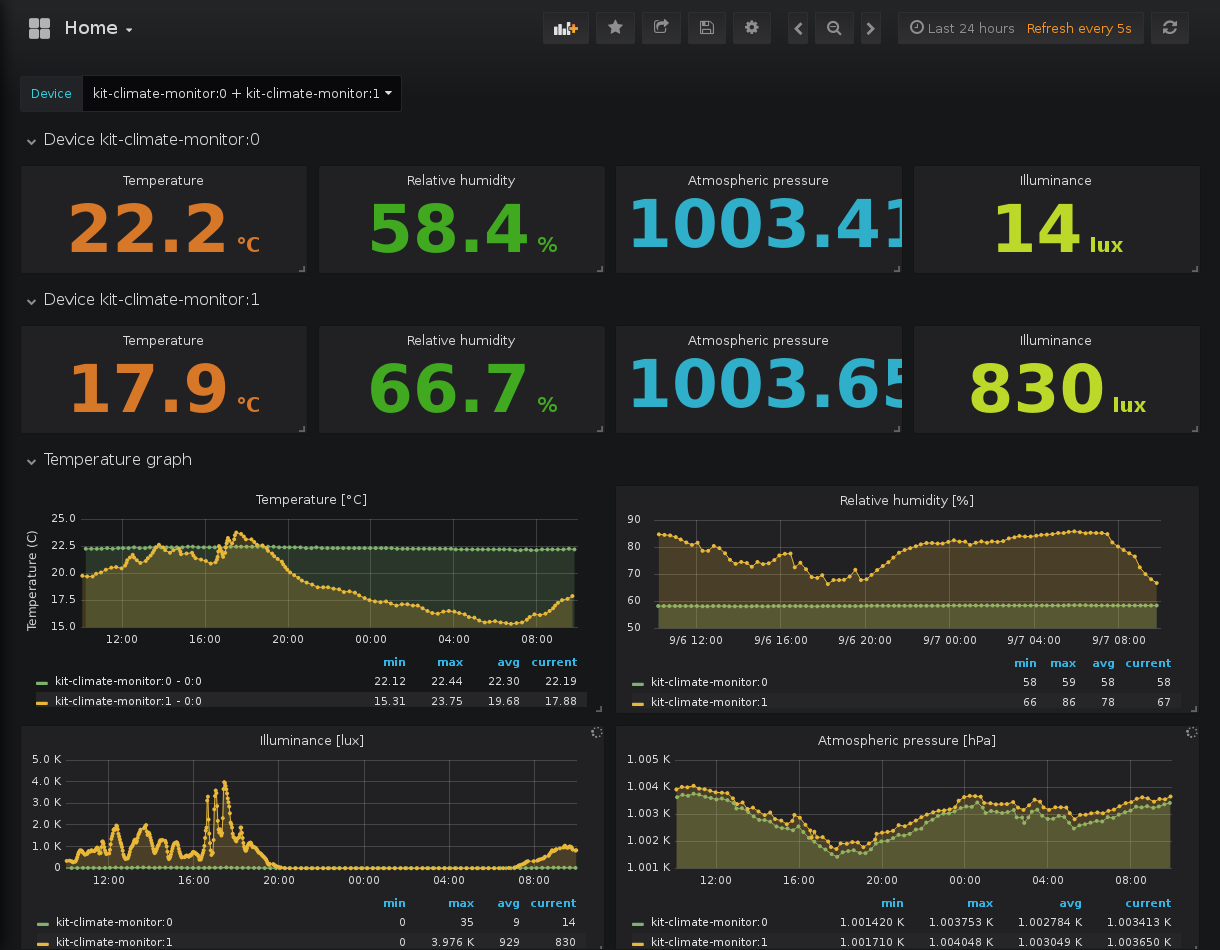 Home
Last 24 hours Refresh every 5s
Device kit-climate-monitor:0 + kit-climate-monitor:1
Device kit-climate-monitor:0
Temperature Relative humidity Atmospheric pressure Illuminance
22.2 °C 58.4 % 1003.41 14 lux
Device kit-climate-monitor:1
Temperature Relative humidity Atmospheric pressure Illuminance
17.9 °C 66.7 % 1003.65 830 lux
Temperature graph
Temperature [°C]
Temperature (C)
25.0
22.5
20.0
17.5
15.0
12:00 16:00 20:00 00:00 04:00 08:00
min max avg current
kit-climate-monitor:0 - 0:0 22.12 22.44 22.30 22.19
kit-climate-monitor:1 - 0:0 15.31 23.75 19.68 17.88
Relative humidity [%]
90
80
70
60
50
9/6 12:00 9/6 16:00 9/6 20:00 9/7 00:00 9/7 04:00 9/7 08:00
min max avg current
kit-climate-monitor:0 58 59 58 58
kit-climate-monitor:1 66 86 78 67
Illuminance [lux]
5.0 K
4.0 K
3.0 K
2.0 K
1.0 K
0
12:00 16:00 20:00 00:00 04:00 08:00
min max avg current
kit-climate-monitor:0 0 35 9 14
kit-climate-monitor:1 0 3.976 K 929 830
Atmospheric pressure [hPa]
1.005 K
1.004 K
1.003 K
1.002 K
1.001 K
12:00 16:00 20:00 00:00 04:00 08:00
min max avg current
kit-climate-monitor:0 1.001420 K 1.003753 K 1.002784 K 1.003413 K
kit-climate-monitor:1 1.001710 K 1.004048 K 1.003049 K 1.003650 K